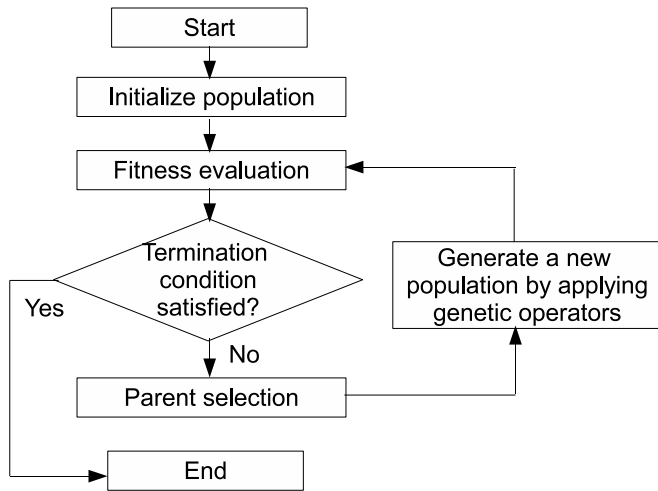 Start
Initialize population
Fitness evaluation
Termination
condition
satisfied?
Yes
No
Generate a new
population by applying
genetic operators
Parent selection
End